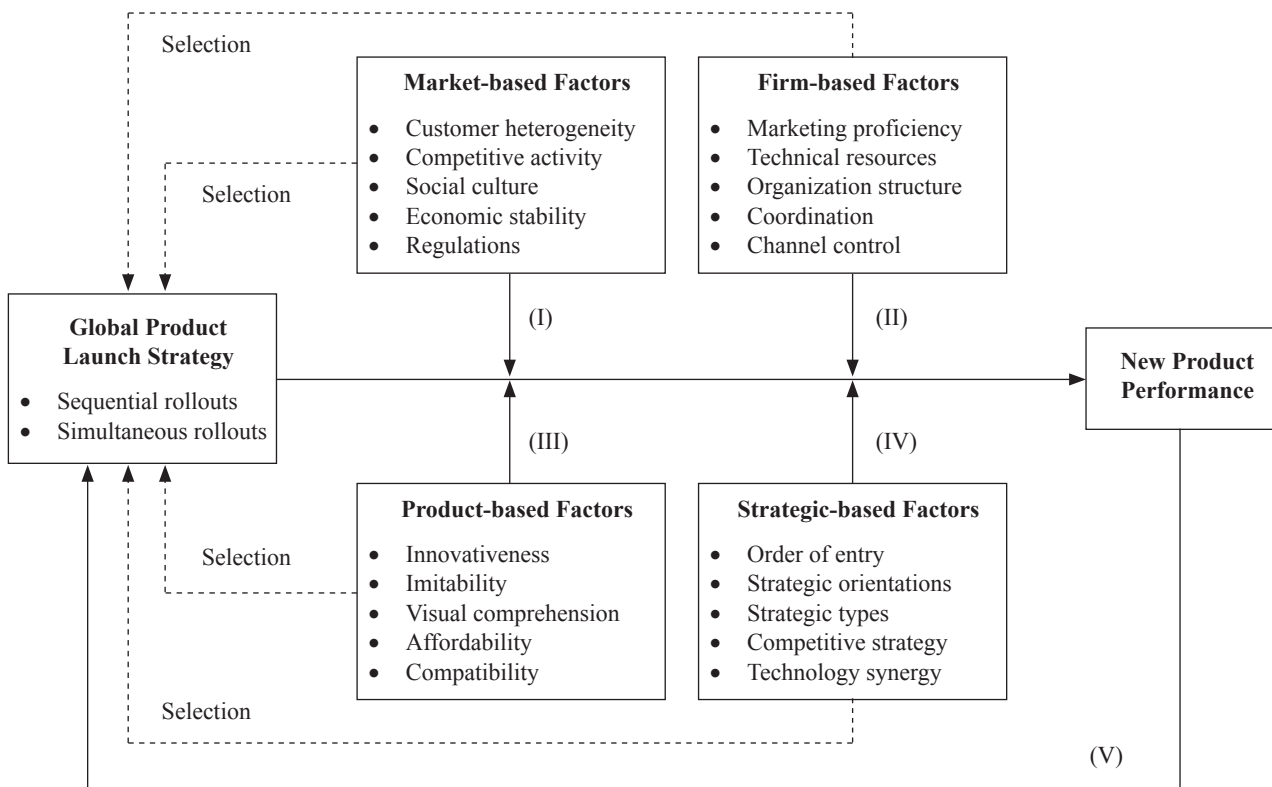 Selection
Market-based Factors
• Customer heterogeneity
• Competitive activity
• Social culture
• Economic stability
• Regulations
Firm-based Factors
• Marketing proficiency
• Technical resources
• Organization structure
• Coordination
• Channel control
Selection
(I)
(II)
Global Product
Launch Strategy
• Sequential rollouts
• Simultaneous rollouts
New Product
Performance
(III)
(IV)
Product-based Factors
• Innovativeness
• Imitability
• Visual comprehension
• Affordability
• Compatibility
Strategic-based Factors
• Order of entry
• Strategic orientations
• Strategic types
• Competitive strategy
• Technology synergy
Selection
Selection
(V)